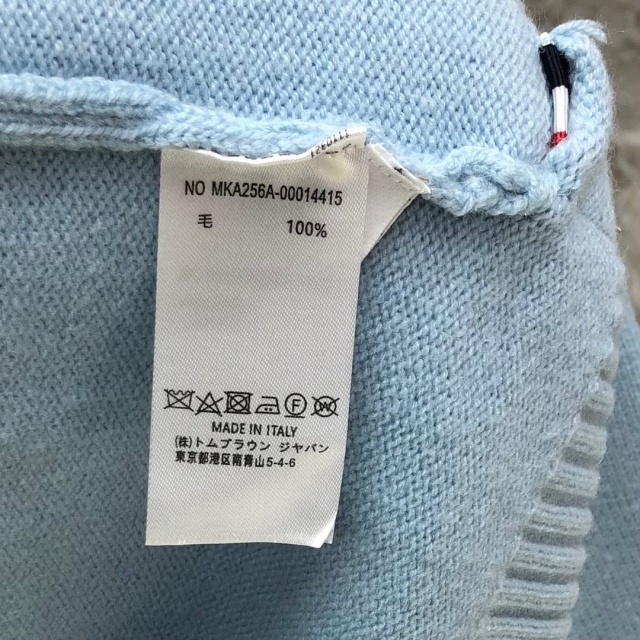 NO MKA256A-00014415
毛 100%
MADE IN ITALY
(株)トムブラウン ジャパン
東京都港区南青山5-4-6